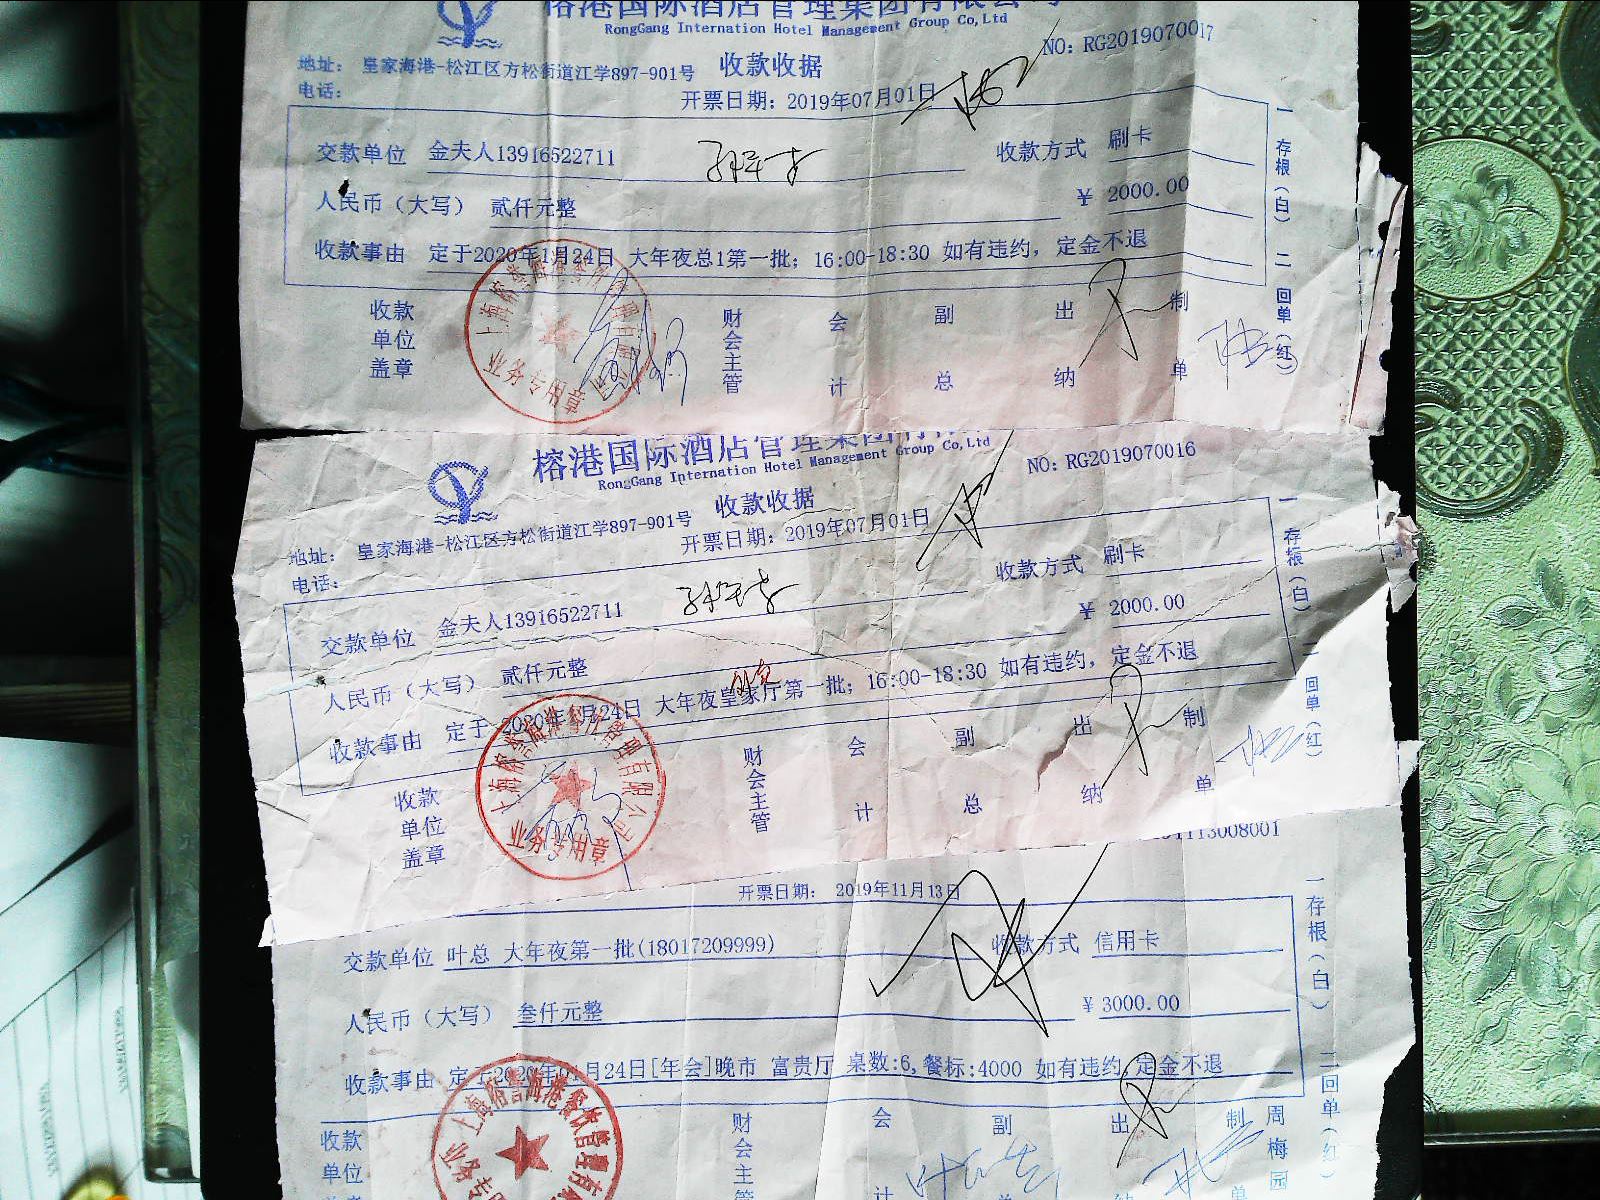 榕港国际酒店管理集团有限公司
RongGang Internation Hotel Management Group Co,Ltd
NO: RG2019070017
地址: 皇家海港-松江区方松街道江学897-901号 收款收据
电话: 开票日期: 2019年07月01日
交款单位 金夫人13916522711 收款方式 刷卡
人民币（大写） 贰仟元整 ¥ 2000.00
收款事由 定于2020年1月24日 大年夜总1第一批; 16:00-18:30 如有违约, 定金不退
收款单位盖章 财会主管 会计 副总 出纳 制单
一存根（白） 二回单（红）
业务专用章
榕港国际酒店管理集团有限
RongGang Internation Hotel Management Group Co,Ltd
NO: RG2019070016
收款收据
地址: 皇家海港-松江区方松街道江学897-901号
电话: 开票日期: 2019年07月01日
交款单位 金夫人13916522711 收款方式 刷卡
人民币（大写） 贰仟元整 ¥ 2000.00
收款事由 定于 2020年1月24日 大年夜皇家厅第一批; 16:00-18:30 如有违约, 定金不退
收款单位盖章 财会主管 会计 副总 出纳 制单
一存根（白） 二回单（红）
业务专用章
1113008001
开票日期: 2019年11月13日
交款单位 叶总 大年夜第一批(18017209999) 收款方式 信用卡
人民币（大写） 叁仟元整 ¥ 3000.00
收款事由 定于2020年01月24日[年会]晚市 富贵厅 桌数:6,餐标:4000 如有违约, 定金不退
收款单位 财会主 会计 副总 出纳 制单 周梅园
一存根（白） 二回单（红）